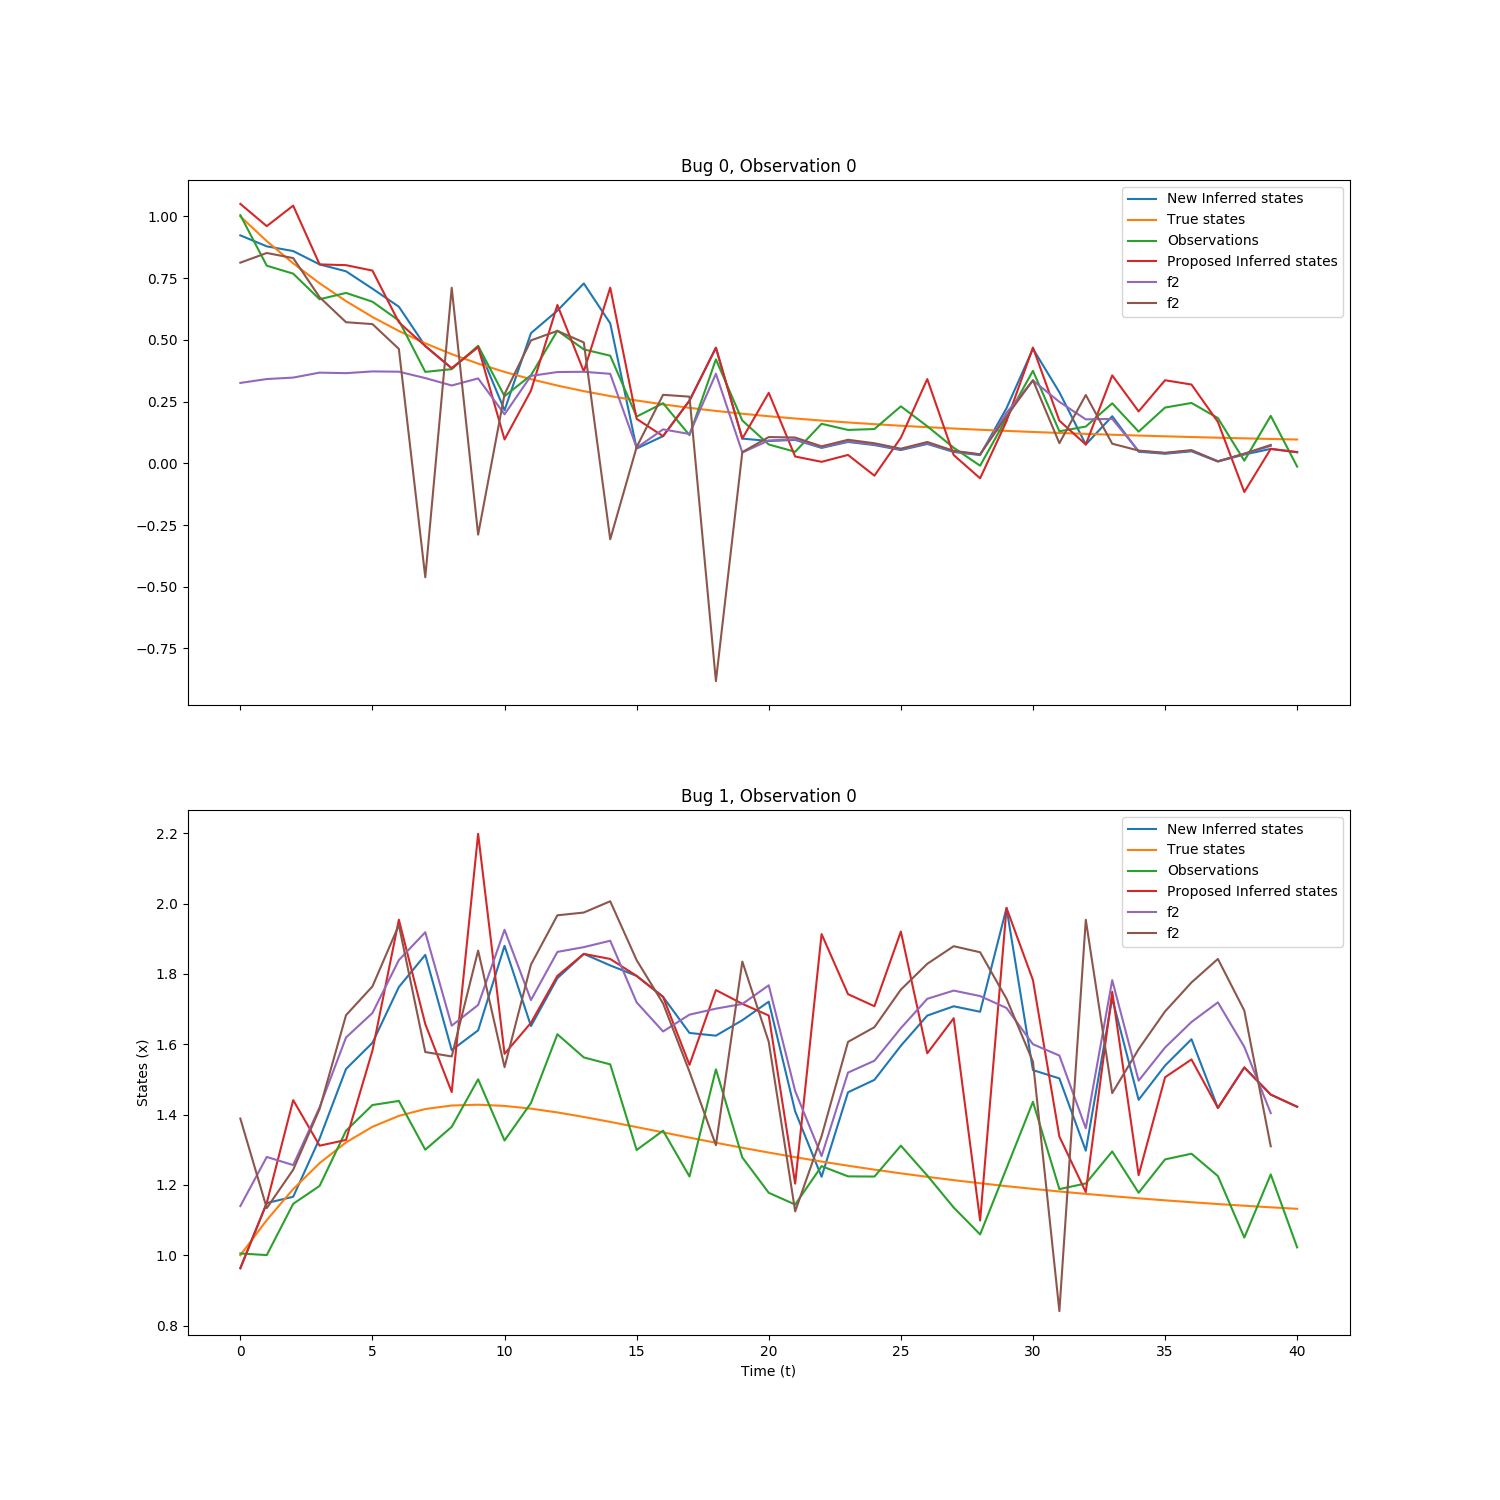 Bug 0, Observation 0
1.00
0.75
0.50
0.25
0.00
−0.25
−0.50
−0.75
New Inferred states
True states
Observations
Proposed Inferred states
f2
f2
Bug 1, Observation 0
2.2
2.0
1.8
1.6
1.4
1.2
1.0
0.8
States (x)
New Inferred states
True states
Observations
Proposed Inferred states
f2
f2
0 5 10 15 20 25 30 35 40
Time (t)